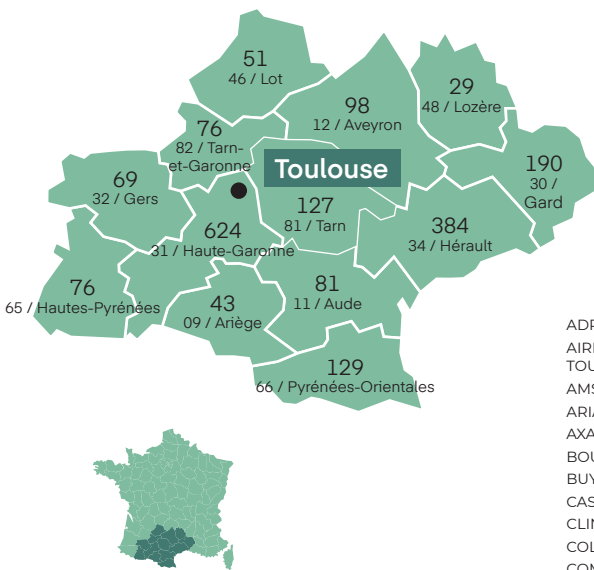 51
46 / Lot
29
48 / Lozère
98
12 / Aveyron
76
82 / Tarn-
et-Garonne
Toulouse
190
30 /
Gard
69
32 / Gers
127
81 / Tarn
384
34 / Hérault
624
31 / Haute-Garonne
76
65 / Hautes-Pyrénées
43
09 / Ariège
81
11 / Aude
129
66 / Pyrénées-Orientales